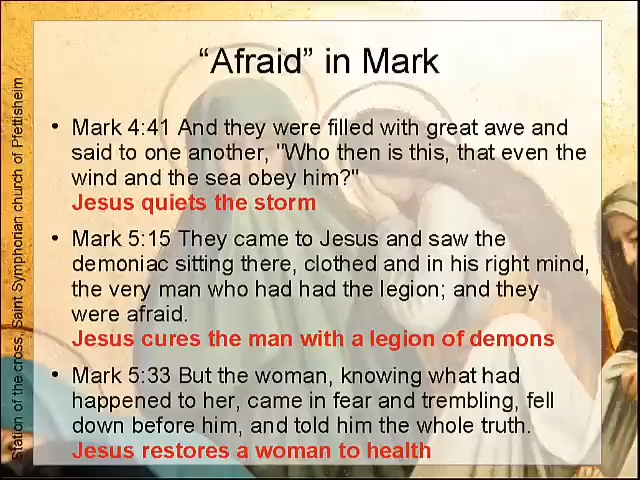 “Afraid” in Mark
• Mark 4:41 And they were filled with great awe and
said to one another, "Who then is this, that even the
wind and the sea obey him?"
Jesus quiets the storm
• Mark 5:15 They came to Jesus and saw the
demoniac sitting there, clothed and in his right mind,
the very man who had had the legion; and they
were afraid.
Jesus cures the man with a legion of demons
• Mark 5:33 But the woman, knowing what had
happened to her, came in fear and trembling, fell
down before him, and told him the whole truth.
Jesus restores a woman to health
Station of the cross, Saint Symphorian church of Pfettisheim